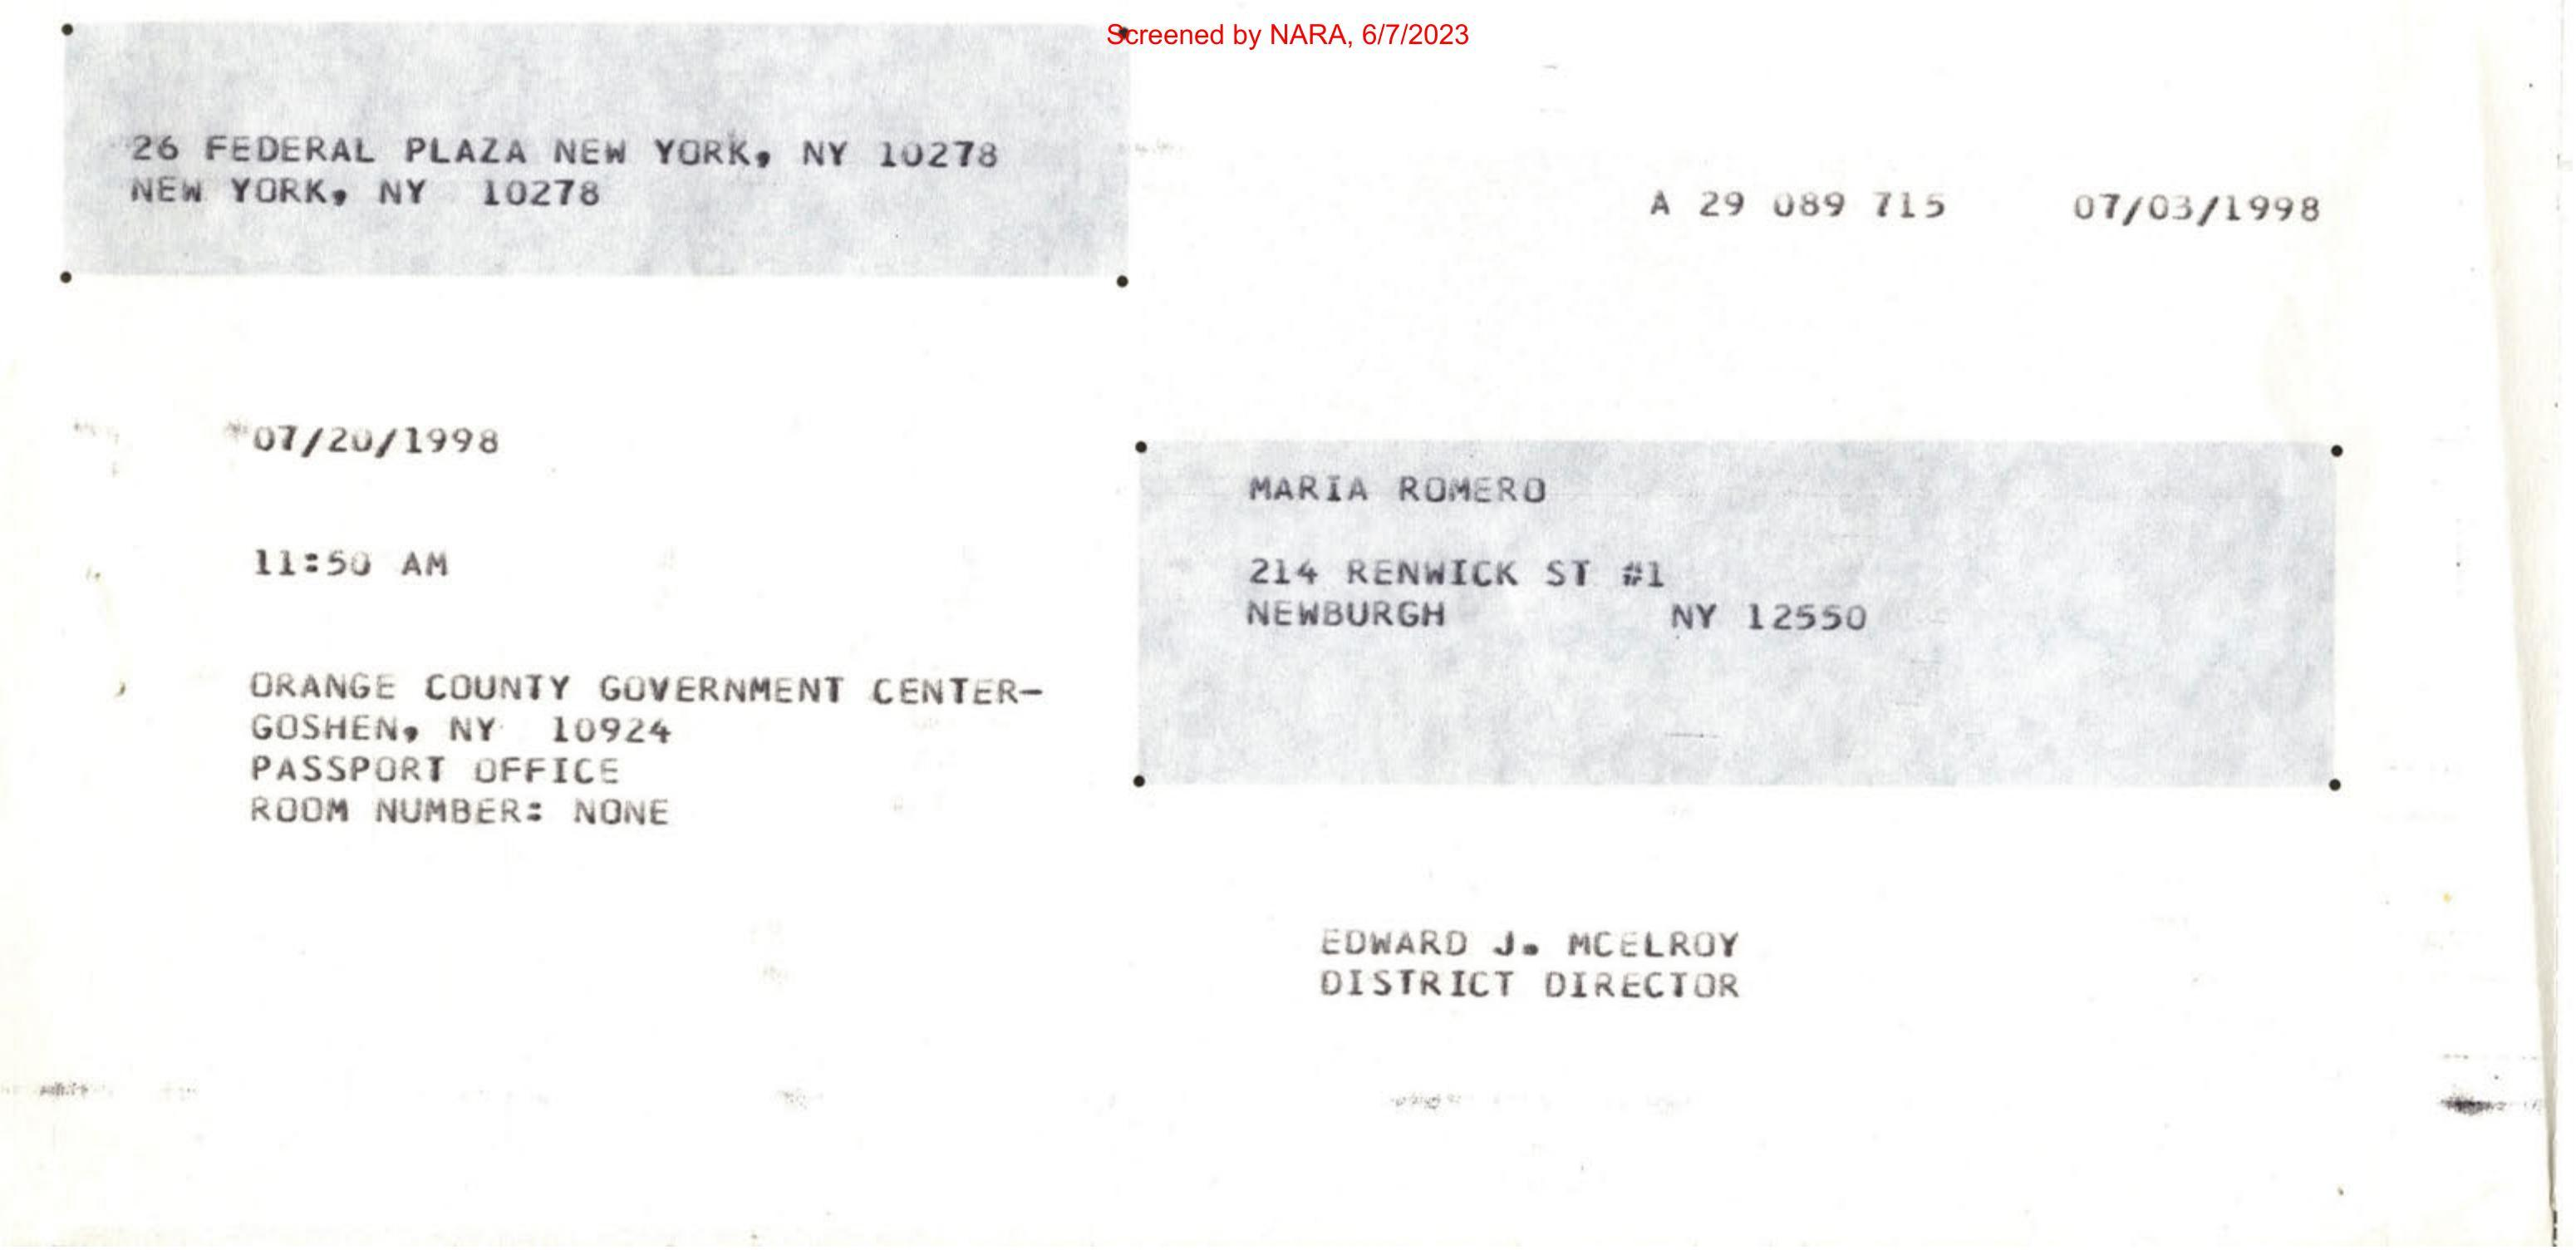 Screened by NARA, 6/7/2023
26 FEDERAL PLAZA NEW YORK, NY 10278
NEW YORK, NY 10278
A 29 089 715 07/03/1998
07/20/1998
11:50 AM
ORANGE COUNTY GOVERNMENT CENTER-
GOSHEN, NY 10924
PASSPORT OFFICE
ROOM NUMBER: NONE
MARIA ROMERO
214 RENWICK ST #1
NEWBURGH NY 12550
EDWARD J. MCELROY
DISTRICT DIRECTOR